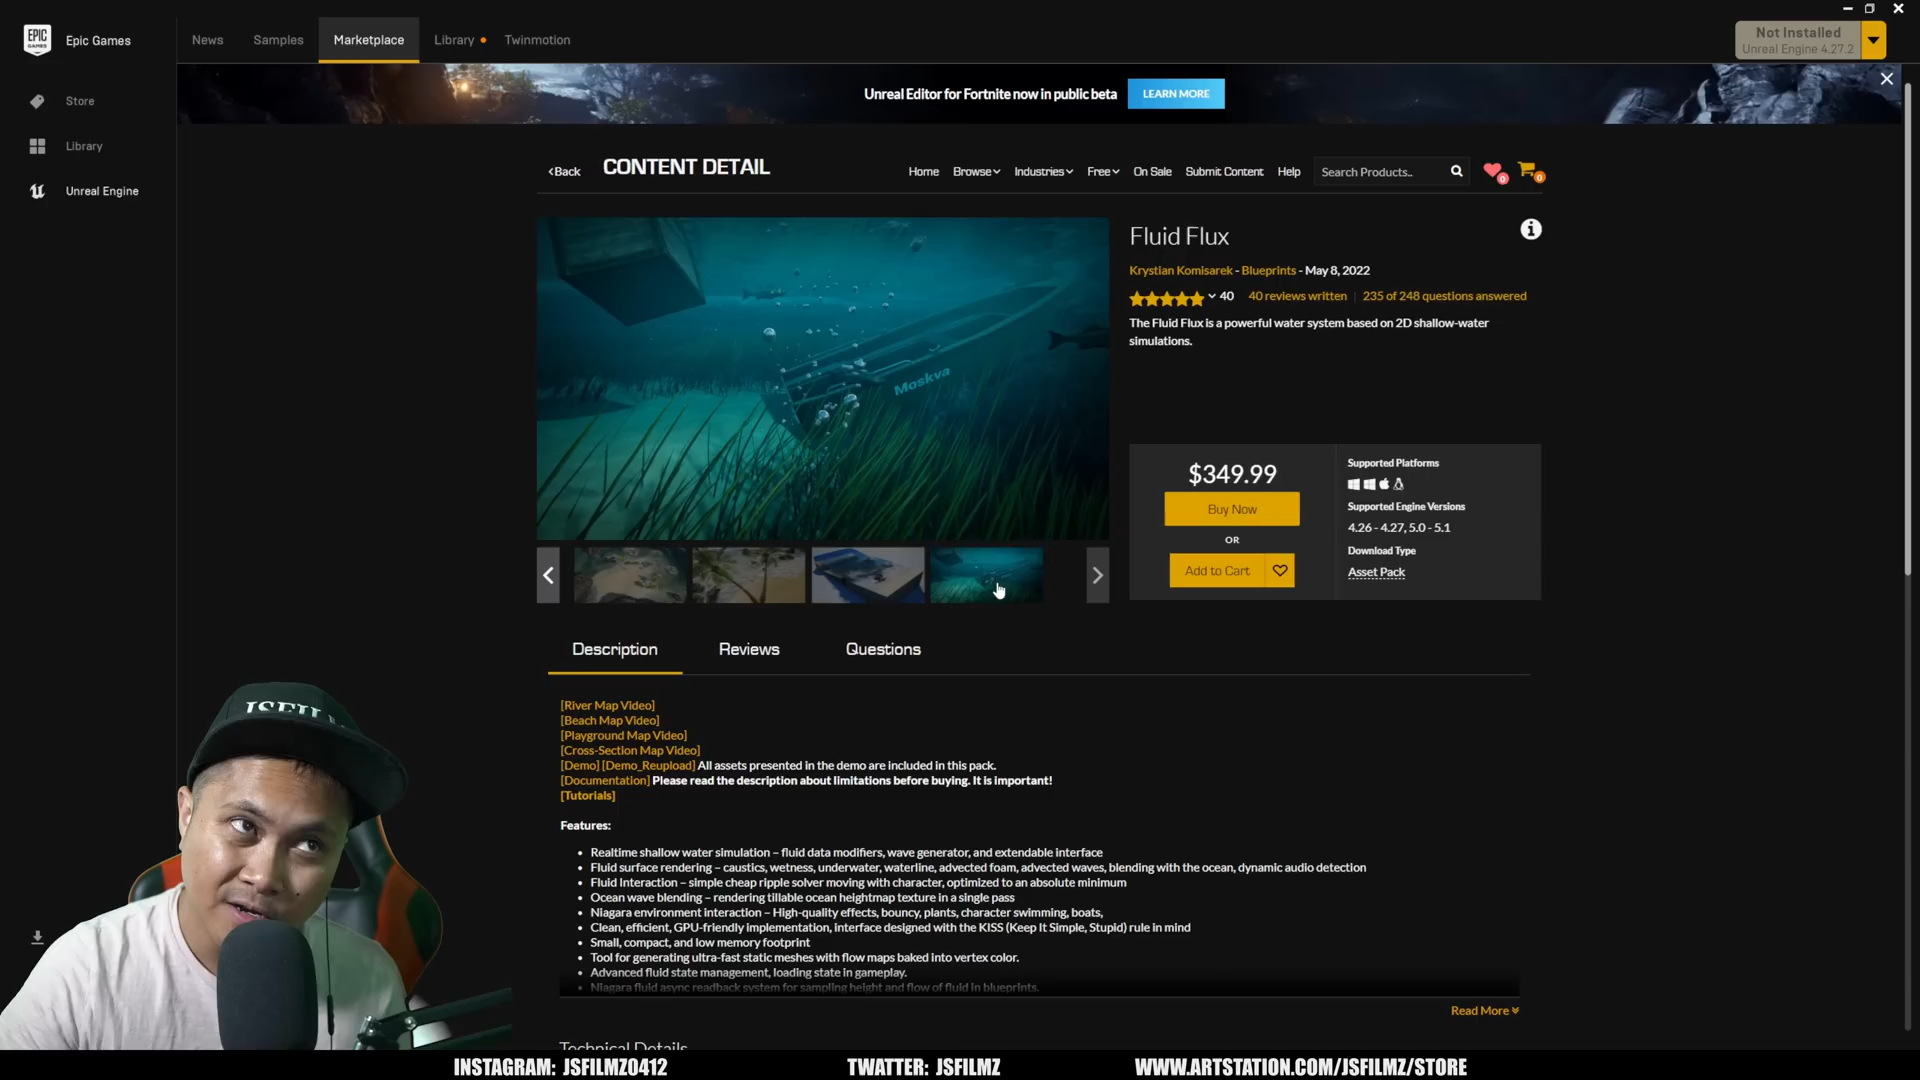 EPIC GAMES
Epic Games
News
Samples
Marketplace
Library
Twinmotion
Not Installed
Unreal Engine 4.27.2
Store
Library
Unreal Engine
Unreal Editor for Fortnite now in public beta
LEARN MORE
Back
CONTENT DETAIL
Home
Browse
Industries
Free
On Sale
Submit Content
Help
Search Products..
0
0
Moskva
Fluid Flux
Krystian Komisarek - Blueprints - May 8, 2022
40 40 reviews written | 235 of 248 questions answered
The Fluid Flux is a powerful water system based on 2D shallow-water
simulations.
$349.99
Buy Now
OR
Add to Cart
Supported Platforms
Supported Engine Versions
4.26 - 4.27, 5.0 - 5.1
Download Type
Asset Pack
Description
Reviews
Questions
[River Map Video]
[Beach Map Video]
[Playground Map Video]
[Cross-Section Map Video]
[Demo] [Demo_Reupload] All assets presented in the demo are included in this pack.
[Documentation] Please read the description about limitations before buying. It is important!
[Tutorials]
Features:
• Realtime shallow water simulation – fluid data modifiers, wave generator, and extendable interface
• Fluid surface rendering – caustics, wetness, underwater, waterline, advected foam, advected waves, blending with the ocean, dynamic audio detection
• Fluid Interaction – simple cheap ripple solver moving with character, optimized to an absolute minimum
• Ocean wave blending – rendering tillable ocean heightmap texture in a single pass
• Niagara environment interaction – High-quality effects, bouncy, plants, character swimming, boats,
• Clean, efficient, GPU-friendly implementation, interface designed with the KISS (Keep It Simple, Stupid) rule in mind
• Small, compact, and low memory footprint
• Tool for generating ultra-fast static meshes with flow maps baked into vertex color.
• Advanced fluid state management, loading state in gameplay.
• Niagara fluid async readback system for sampling height and flow of fluid in blueprints.
Read More
Technical Details
JSFILMZ
INSTAGRAM: JSFILMZ0412
TWATTER: JSFILMZ
WWW.ARTSTATION.COM/JSFILMZ/STORE